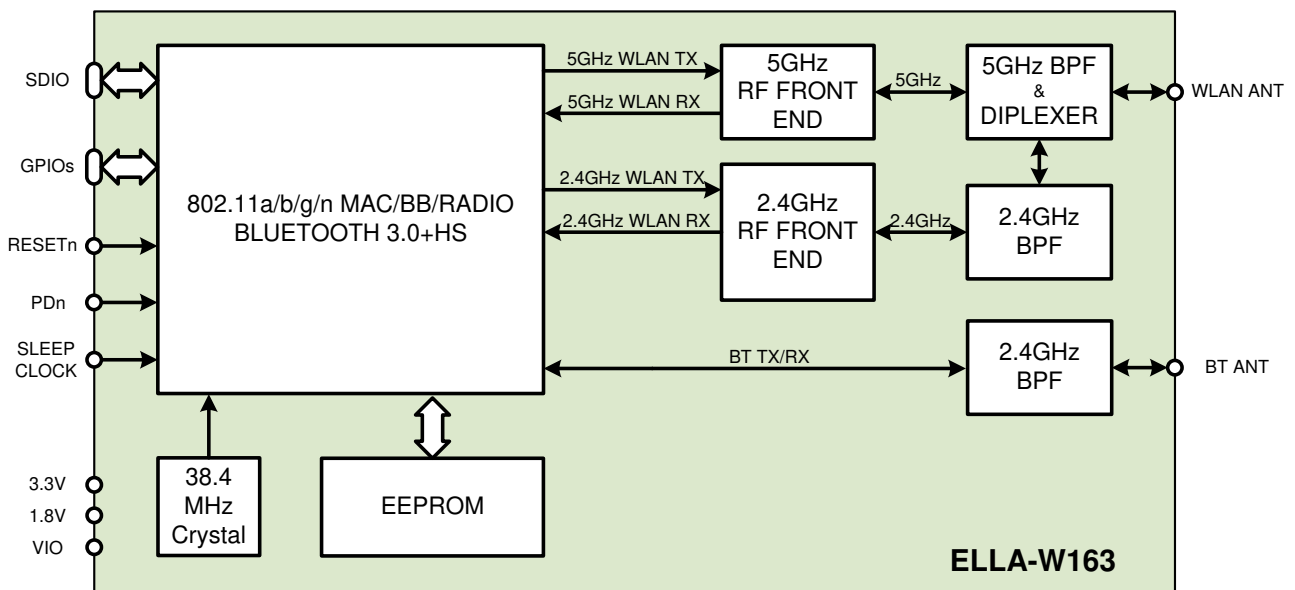 SDIO
GPIOs
RESETn
PDn
SLEEP
CLOCK
3.3V
1.8V
VIO
802.11a/b/g/n MAC/BB/RADIO
BLUETOOTH 3.0+HS
38.4
MHz
Crystal
EEPROM
5GHz WLAN TX
5GHz WLAN RX
2.4GHz WLAN TX
2.4GHz WLAN RX
BT TX/RX
5GHz
RF FRONT
END
2.4GHz
RF FRONT
END
5GHz
2.4GHz
5GHz BPF
&
DIPLEXER
2.4GHz
BPF
2.4GHz
BPF
WLAN ANT
BT ANT
ELLA-W163